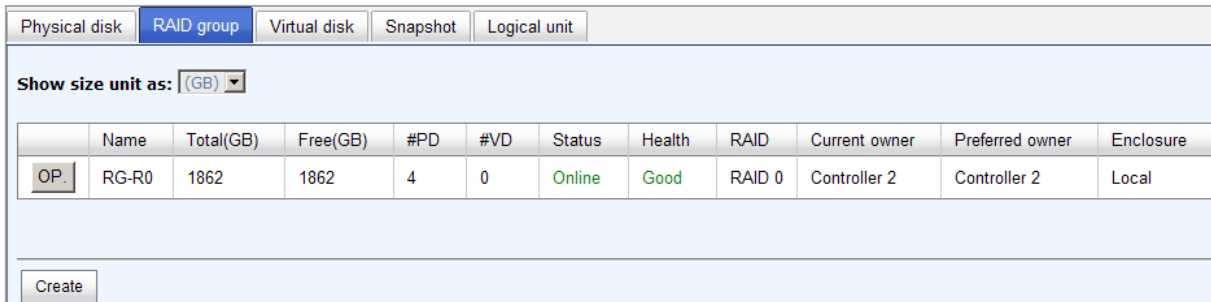 Physical disk RAID group Virtual disk Snapshot Logical unit
Show size unit as: (GB)
Name Total(GB) Free(GB) #PD #VD Status Health RAID Current owner Preferred owner Enclosure
OP. RG-R0 1862 1862 4 0 Online Good RAID 0 Controller 2 Controller 2 Local
Create